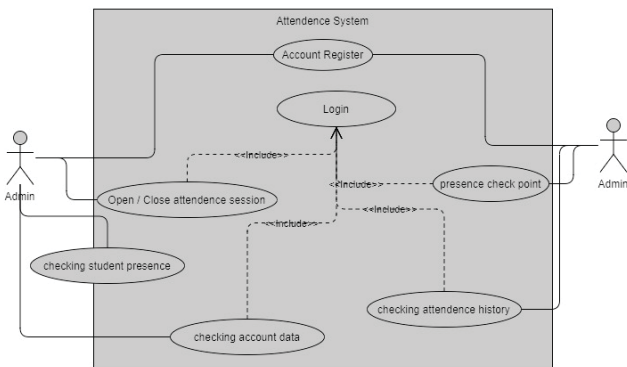 Attendence System
Account Register
Login
<<Include>>
Admin
Open / Close attendence session
<<Include>>
presence check point
Admin
<<Include>>
<<Include>>
checking student presence
checking attendence history
checking account data